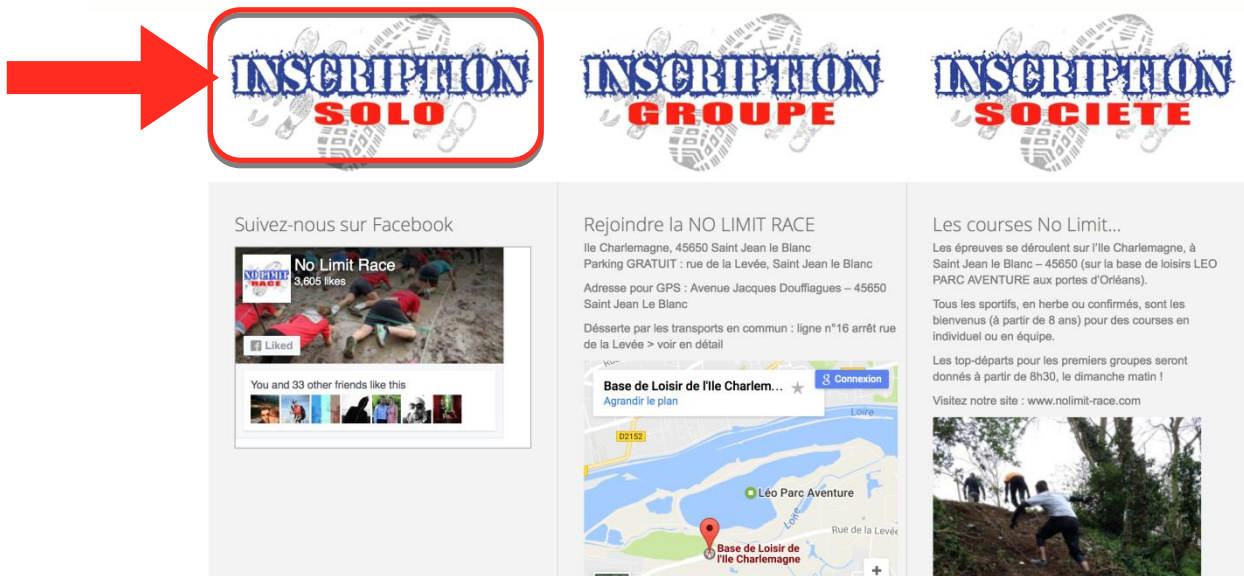 INSCRIPTION
SOLO
INSCRIPTION
GROUPE
INSCRIPTION
SOCIETE
Suivez-nous sur Facebook
NO LIMIT
RACE
No Limit Race
3,605 likes
Liked
You and 33 other friends like this
Rejoindre la NO LIMIT RACE
Ile Charlemagne, 45650 Saint Jean le Blanc
Parking GRATUIT : rue de la Levée, Saint Jean le Blanc
Adresse pour GPS : Avenue Jacques Douffiagues – 45650
Saint Jean Le Blanc
Désserte par les transports en commun : ligne n°16 arrêt rue
de la Levée > voir en détail
Base de Loisir de l'Ile Charlem...
Agrandir le plan
8 Connexion
Loire
D2152
Léo Parc Aventure
Loire
Rue de la Levée
Base de Loisir de
l'Ile Charlemagne
+
Les courses No Limit...
Les épreuves se déroulent sur l'Ile Charlemagne, à
Saint Jean le Blanc – 45650 (sur la base de loisirs LEO
PARC AVENTURE aux portes d'Orléans).
Tous les sportifs, en herbe ou confirmés, sont les
bienvenus (à partir de 8 ans) pour des courses en
individuel ou en équipe.
Les top-départs pour les premiers groupes seront
donnés à partir de 8h30, le dimanche matin !
Visitez notre site : www.nolimit-race.com